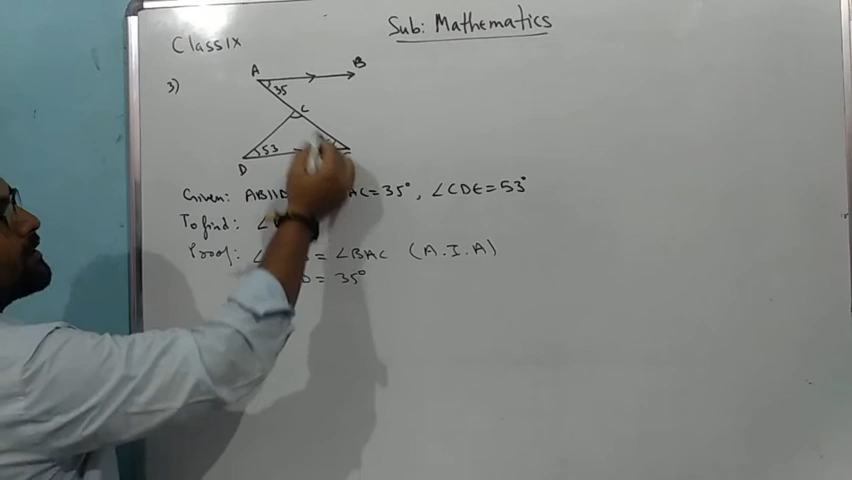 Sub: Mathematics
Class IX
3)
A B
35
C
53
D
Given: AB||D AC=35°, ∠CDE=53°
To find: ∠
Proof: ∠ = ∠BAC (A.I.A)
= 35°